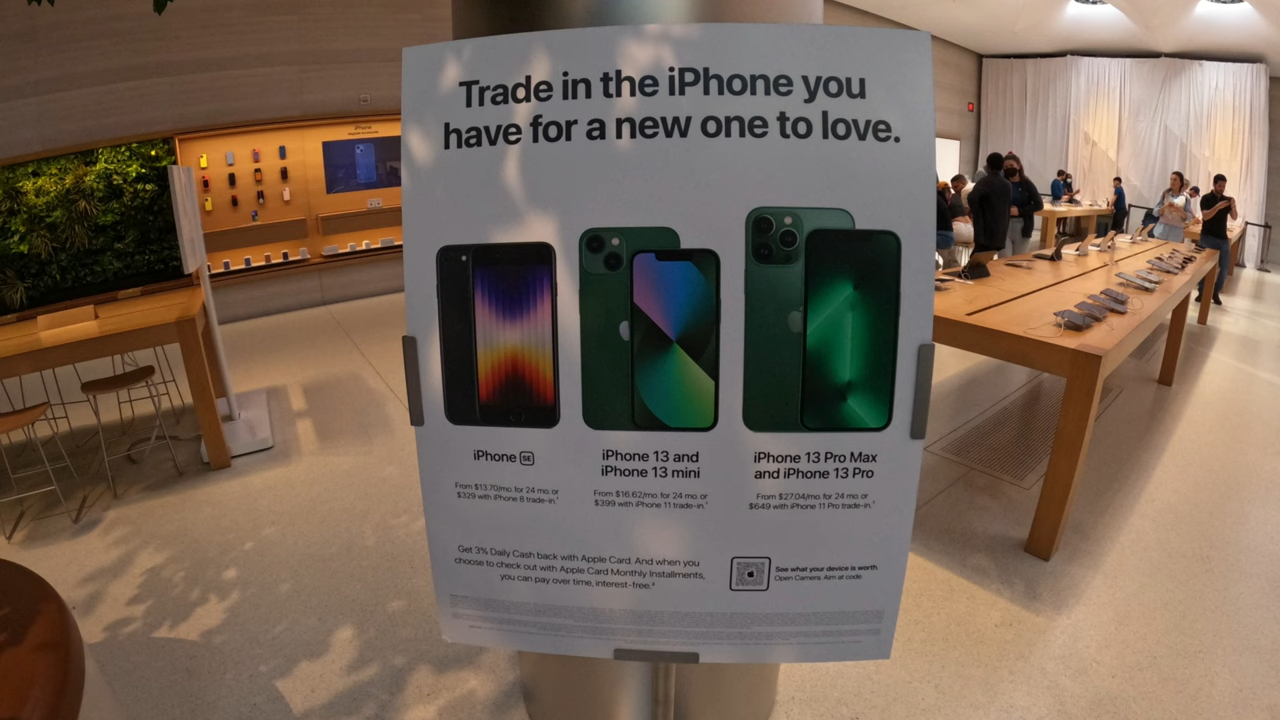 Trade in the iPhone you
have for a new one to love.
iPhone
iPhone SE
From $13.70/mo. for 24 mo. or
$329 with iPhone 8 trade-in.*
iPhone 13 and
iPhone 13 mini
From $16.62/mo. for 24 mo. or
$399 with iPhone 11 trade-in.*
iPhone 13 Pro Max
and iPhone 13 Pro
From $27.04/mo. for 24 mo. or
$649 with iPhone 11 Pro trade-in.*
Get 3% Daily Cash back with Apple Card. And when you
choose to check out with Apple Card Monthly Installments,
you can pay over time, interest-free.
See what your device is worth.
Open Camera. Aim at code.